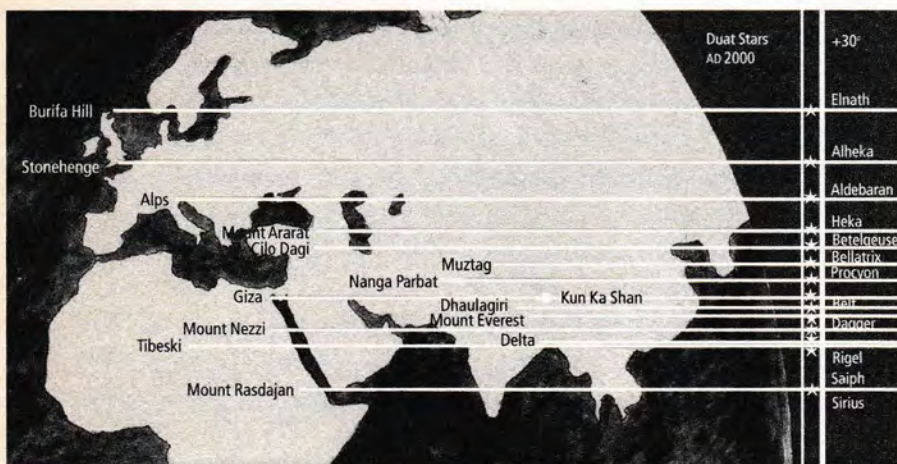 Duat Stars
AD 2000
+30°
Burifa Hill
Elnath
Stonehenge
Alheka
Alps
Aldebaran
Mount Ararat
Heka
Cilo Dagi
Betelgeuse
Muztag
Bellatrix
Nanga Parbat
Procyon
Giza
Dhaulagiri
Kun Ka Shan
Belt
Mount Everest
Mount Nezzi
Dagger
Tibeski
Delta
Rigel
Mount Rasdajan
Saiph
Sirius